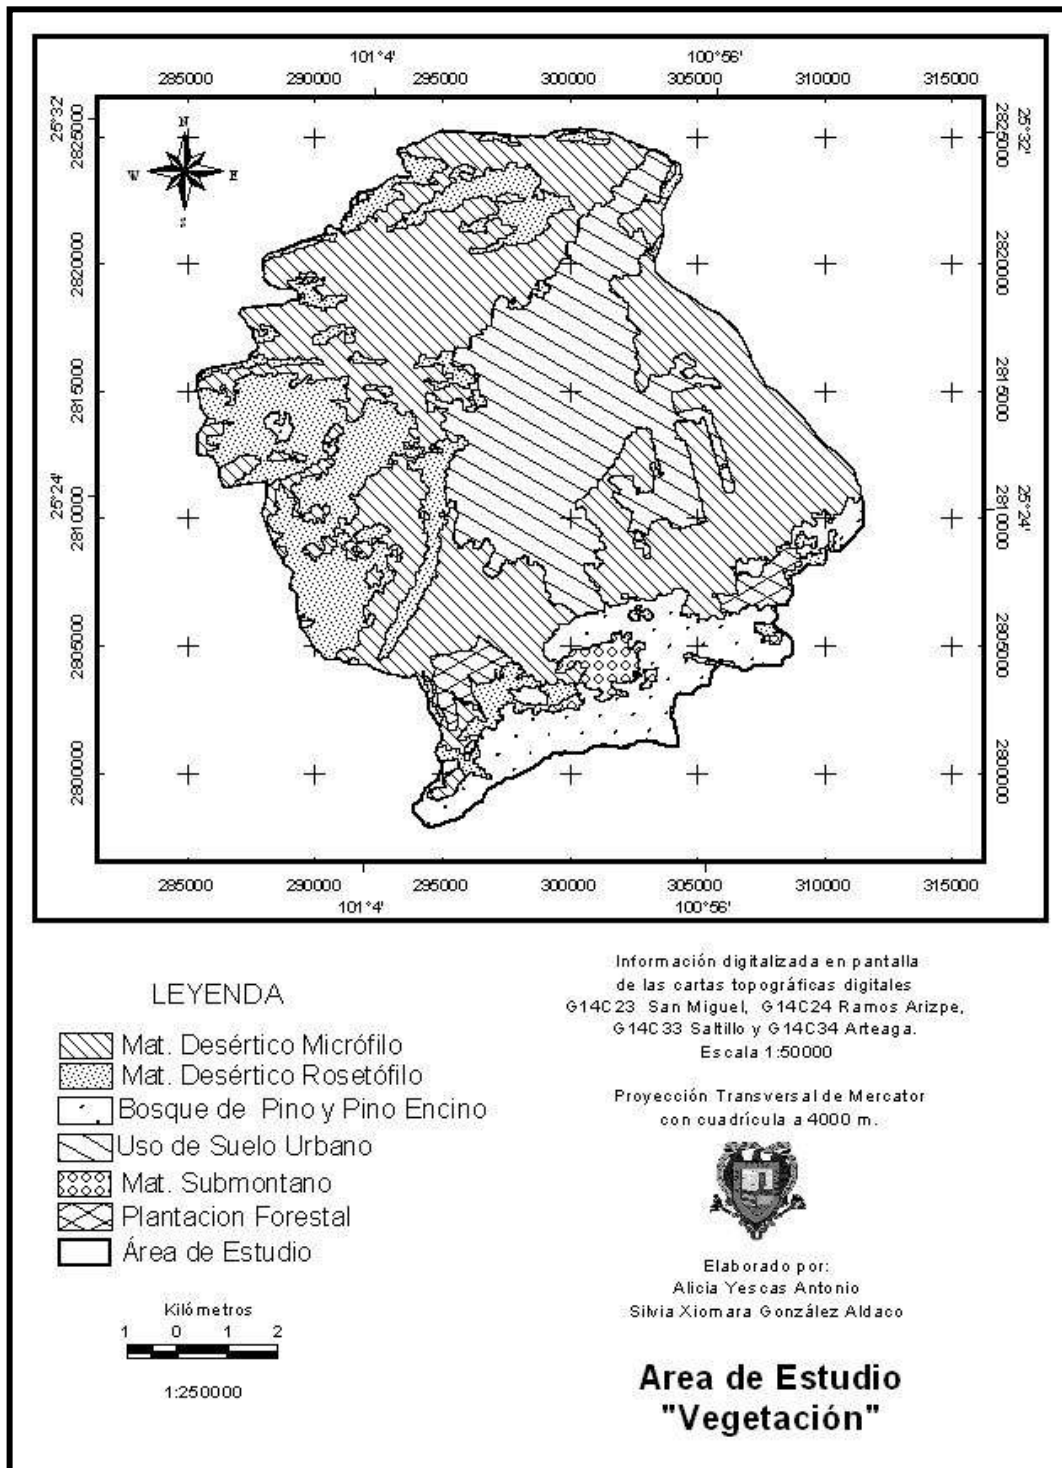 101°4' 100°56'
285000 290000 295000 300000 305000 310000 315000
25°32' 25°32'
2825000 2825000
N
W E
S
2820000 2820000
2815000 2815000
25°24' 25°24'
2810000 2810000
2805000 2805000
2800000 2800000
285000 290000 295000 300000 305000 310000 315000
101°4' 100°56'
LEYENDA
Mat. Desértico Micrófilo
Mat. Desértico Rosetófilo
Bosque de Pino y Pino Encino
Uso de Suelo Urbano
Mat. Submontano
Plantacion Forestal
Área de Estudio
Kilómetros
1 0 1 2
1:250000
Información digitalizada en pantalla
de las cartas topográficas digitales
G14C23 San Miguel, G14C24 Ramos Arizpe,
G14C33 Saltillo y G14C34 Arteaga.
Escala 1:50000
Proyección Transversal de Mercator
con cuadrícula a 4000 m.
Elaborado por:
Alicia Yescas Antonio
Silvia Xiomara González Aldaco
Area de Estudio
"Vegetación"